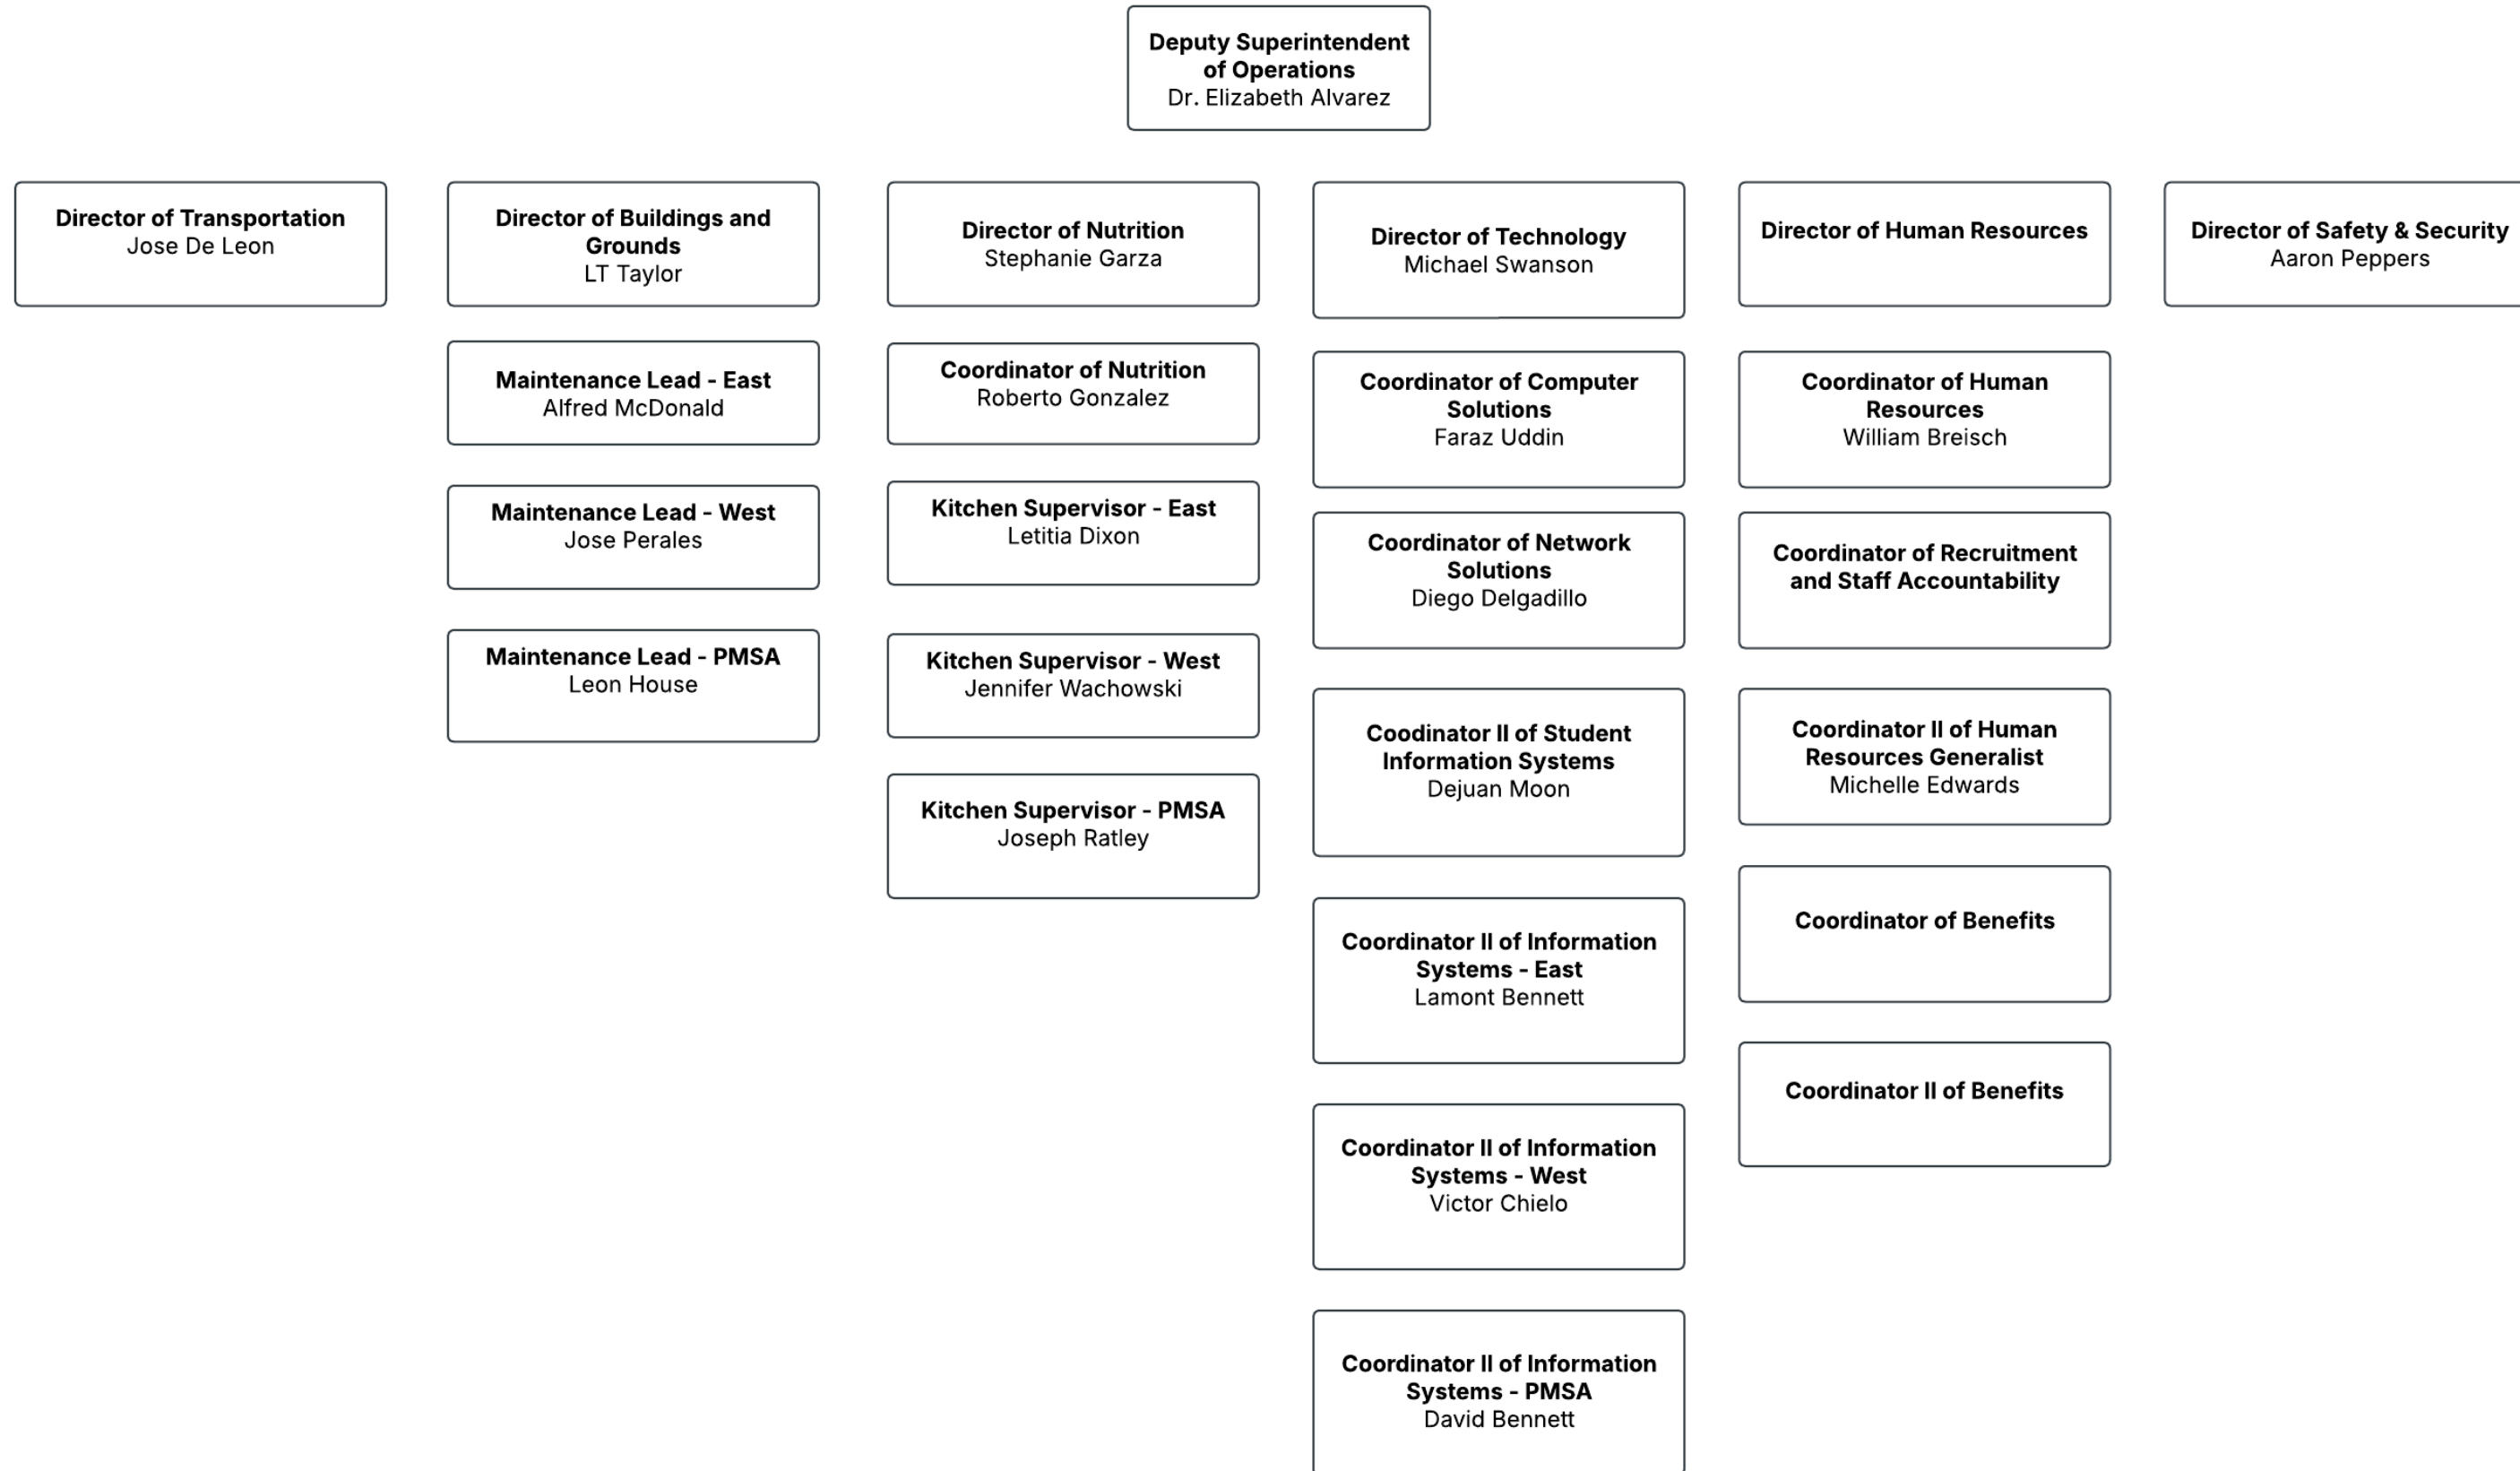 Deputy Superintendent
of Operations
Dr. Elizabeth Alvarez
Director of Transportation
Jose De Leon
Director of Buildings and
Grounds
LT Taylor
Director of Nutrition
Stephanie Garza
Director of Technology
Michael Swanson
Director of Human Resources
Director of Safety & Security
Aaron Peppers
Maintenance Lead - East
Alfred McDonald
Maintenance Lead - West
Jose Perales
Maintenance Lead - PMSA
Leon House
Coordinator of Nutrition
Roberto Gonzalez
Kitchen Supervisor - East
Letitia Dixon
Kitchen Supervisor - West
Jennifer Wachowski
Kitchen Supervisor - PMSA
Joseph Ratley
Coordinator of Computer
Solutions
Faraz Uddin
Coordinator of Network
Solutions
Diego Delgadillo
Coodinator II of Student
Information Systems
Dejuan Moon
Coordinator II of Information
Systems - East
Lamont Bennett
Coordinator II of Information
Systems - West
Victor Chielo
Coordinator II of Information
Systems - PMSA
David Bennett
Coordinator of Human
Resources
William Breisch
Coordinator of Recruitment
and Staff Accountability
Coordinator II of Human
Resources Generalist
Michelle Edwards
Coordinator of Benefits
Coordinator II of Benefits